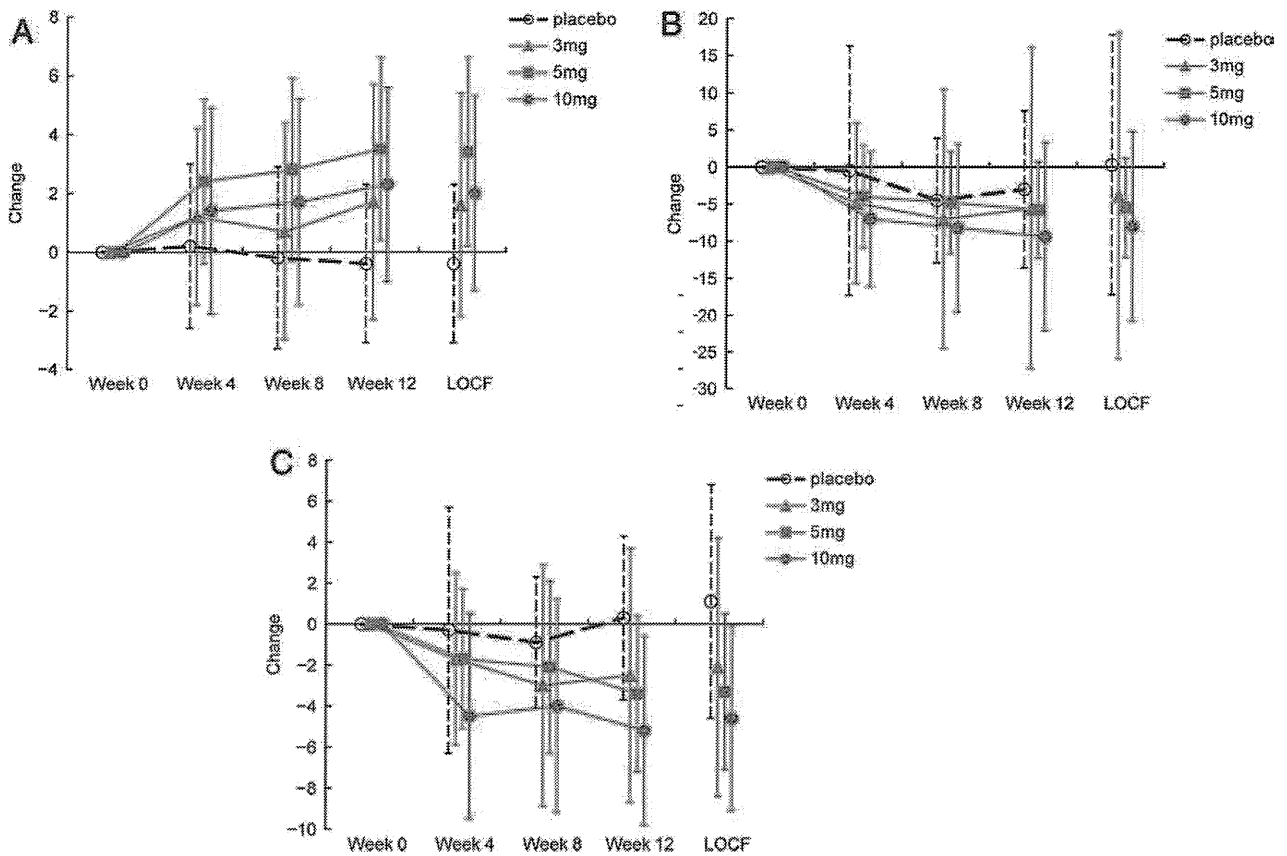 A
8
6
4
2
0
−2
−4
Change
Week 0 Week 4 Week 8 Week 12 LOCF
placebo
3mg
5mg
10mg
B
20
15
10
5
0
-5
-10
-15
-20
-25
-30
Change
Week 0 Week 4 Week 8 Week 12 LOCF
placebo
3mg
5mg
10mg
C
8
6
4
2
0
−2
−4
−6
−8
−10
Change
Week 0 Week 4 Week 8 Week 12 LOCF
placebo
3mg
5mg
10mg